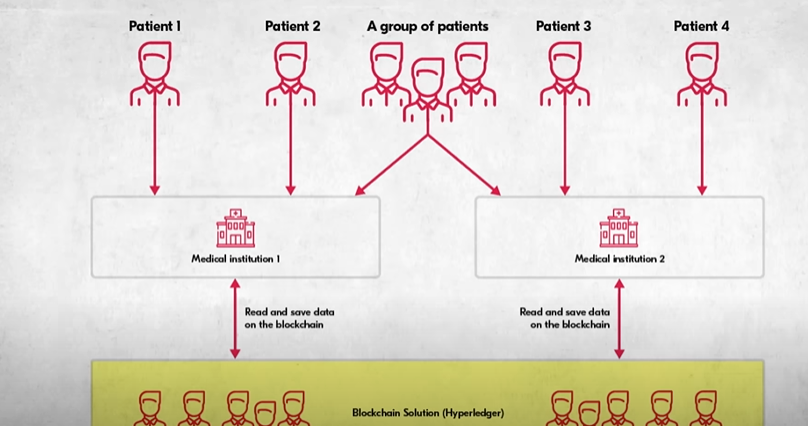 Patient 1
Patient 2
A group of patients
Patient 3
Patient 4
Medical institution 1
Medical institution 2
Read and save data
on the blockchain
Read and save data
on the blockchain
Blockchain Solution (Hyperledger)